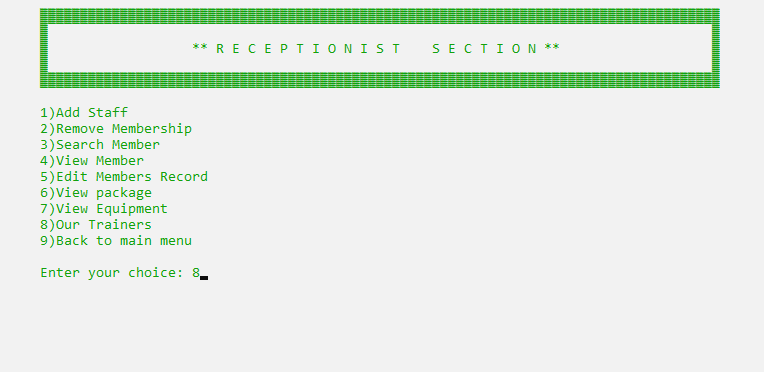 ** R E C E P T I O N I S T   S E C T I O N **
1)Add Staff
2)Remove Membership
3)Search Member
4)View Member
5)Edit Members Record
6)View package
7)View Equipment
8)Our Trainers
9)Back to main menu
Enter your choice: 8